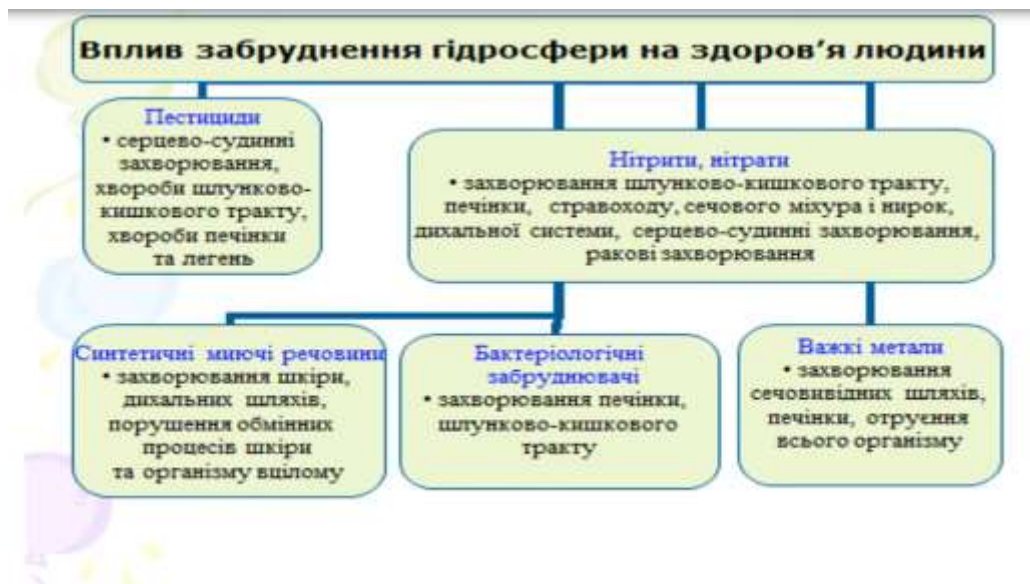 Вплив забруднення гідросфери на здоров’я людини
Пестициди
• серцево-судинні
захворювання,
хвороби шлунково-
кишкового тракту,
хвороби печінки
та легень
Нітрити, нітрати
• захворювання шлунково-кишкового тракту,
печінки, стравоходу, сечового міхура і нирок,
дихальної системи, серцево-судинні захворювання,
ракові захворювання
Синтетичні миючі речовини
• захворювання шкіри,
дихальних шляхів,
порушення обмінних
процесів шкіри
та організму вцілому
Бактеріологічні
забруднювачі
• захворювання печінки,
шлунково-кишкового
тракту
Важкі метали
• захворювання
сечовивідних шляхів,
печінки, отруєння
всього організму